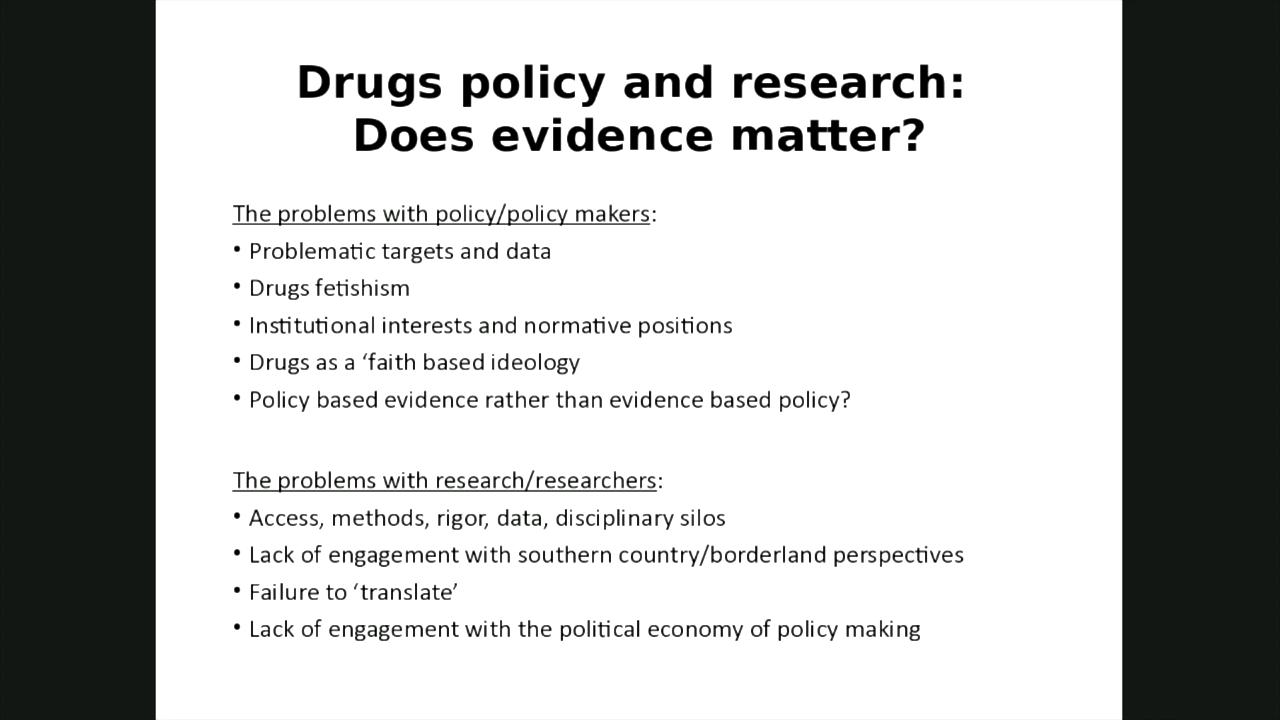 Drugs policy and research:
Does evidence matter?
The problems with policy/policy makers:
• Problematic targets and data
• Drugs fetishism
• Institutional interests and normative positions
• Drugs as a ‘faith based ideology
• Policy based evidence rather than evidence based policy?
The problems with research/researchers:
• Access, methods, rigor, data, disciplinary silos
• Lack of engagement with southern country/borderland perspectives
• Failure to ‘translate’
• Lack of engagement with the political economy of policy making